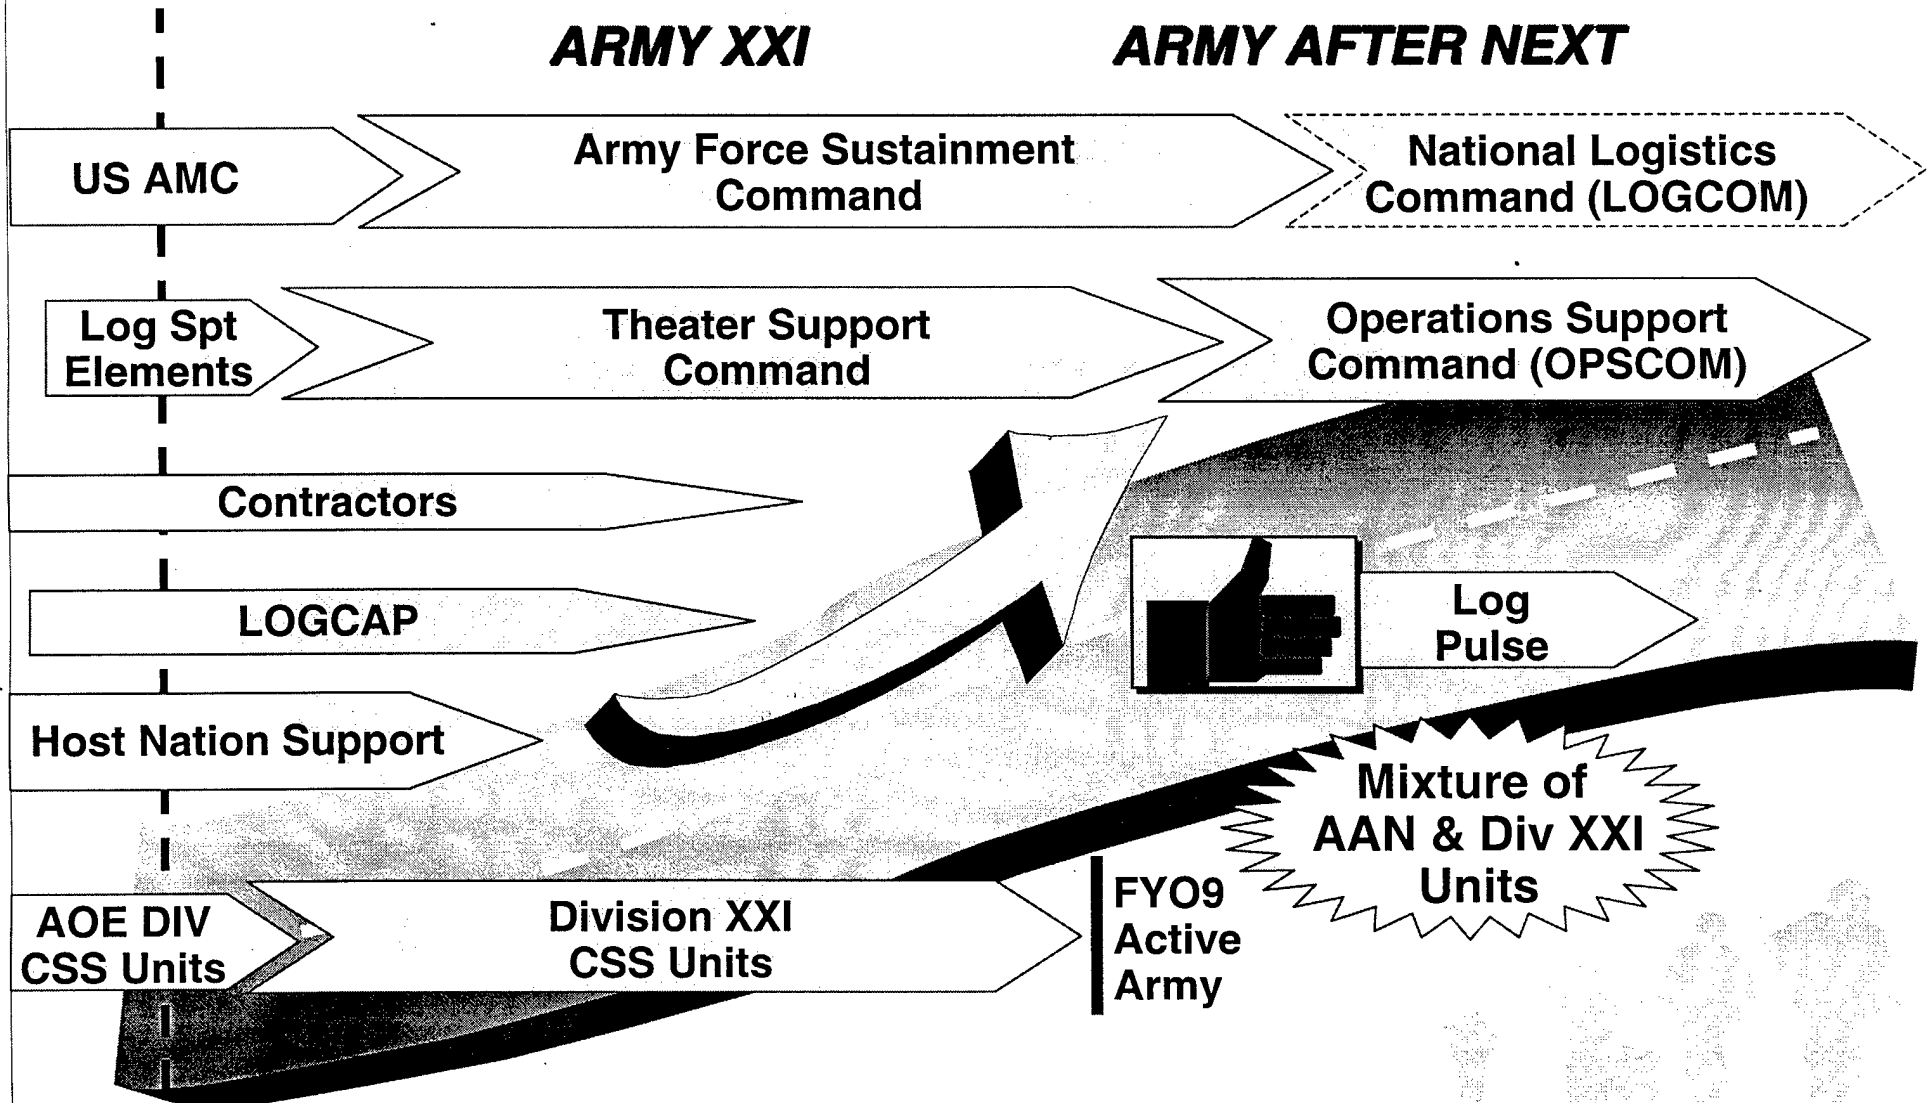 ARMY XXI
ARMY AFTER NEXT
US AMC
Army Force Sustainment
Command
National Logistics
Command (LOGCOM)
Log Spt
Elements
Theater Support
Command
Operations Support
Command (OPSCOM)
Contractors
LOGCAP
Log
Pulse
Host Nation Support
Mixture of
AAN & Div XXI
Units
AOE DIV
CSS Units
Division XXI
CSS Units
FYO9
Active
Army